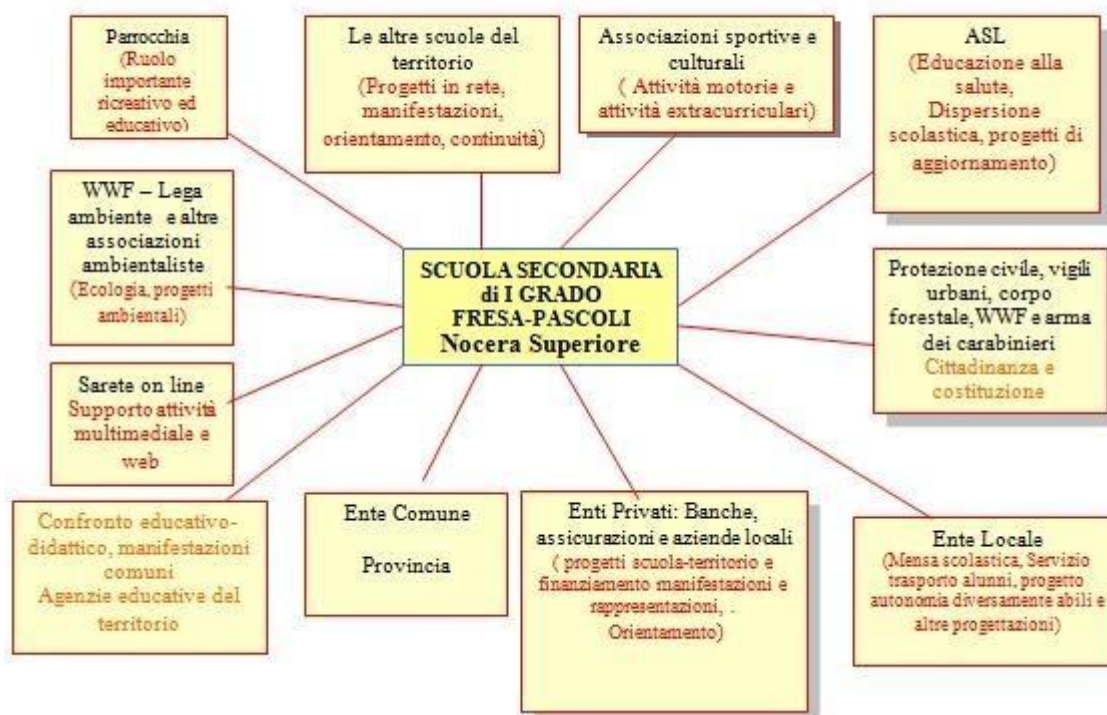 Parrocchia
(Ruolo
importante
ricreativo ed
educativo)
Le altre scuole del
territorio
(Progetti in rete,
manifestazioni,
orientamento, continuità)
Associazioni sportive e
culturali
( Attività motorie e
attività extracurriculari)
ASL
(Educazione alla
salute,
Dispersione
scolastica, progetti di
aggiornamento)
WWF – Lega
ambiente e altre
associazioni
ambientaliste
(Ecologia, progetti
ambientali)
SCUOLA SECONDARIA
di I GRADO
FRESA-PASCOLI
Nocera Superiore
Protezione civile, vigili
urbani, corpo
forestale,WWF e arma
dei carabinieri
Cittadinanza e
costituzione
Sarete on line
Supporto attività
multimediale e
web
Confronto educativo-
didattico, manifestazioni
comuni
Agenzie educative del
territorio
Ente Comune
Provincia
Enti Privati: Banche,
assicurazioni e aziende locali
( progetti scuola-territorio e
finanziamento manifestazioni e
rappresentazioni, .
Orientamento)
Ente Locale
(Mensa scolastica, Servizio
trasporto alunni, progetto
autonomia diversamente abili e
altre progettazioni)